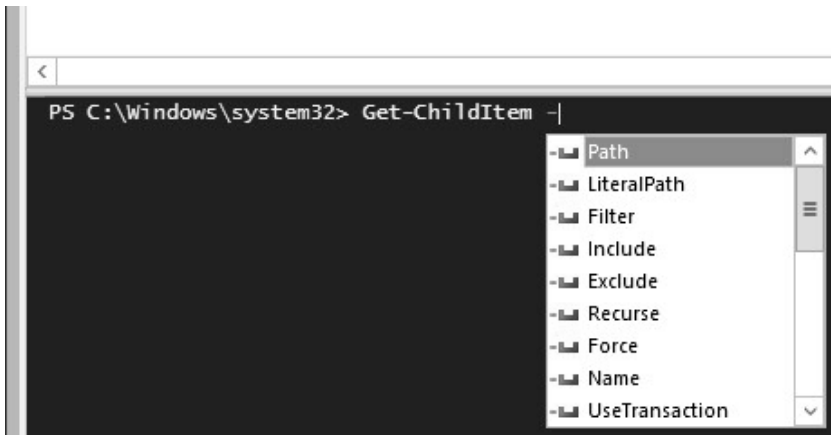 PS C:\Windows\system32> Get-ChildItem -
Path
LiteralPath
Filter
Include
Exclude
Recurse
Force
Name
UseTransaction